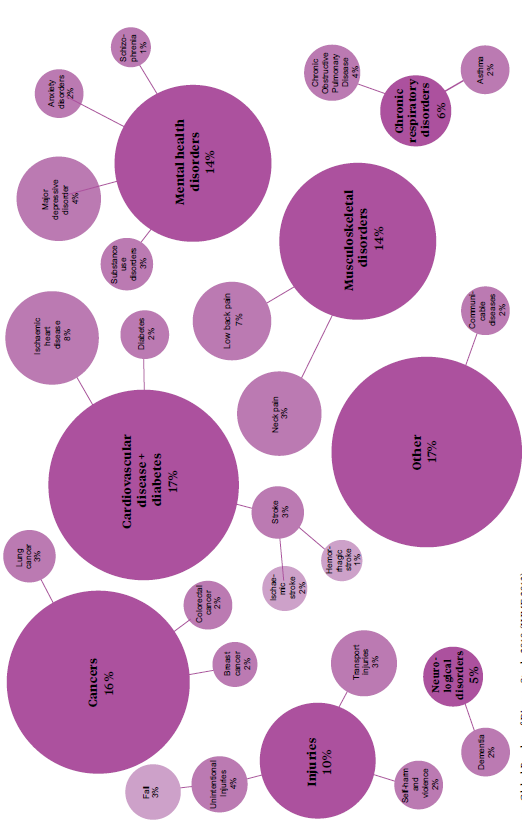 Cancers
16%
Lung
cancer
3%
Colorectal
cancer
2%
Breast
cancer
2%
Cardiovascular
disease +
diabetes
17%
Ischaemic
heart
disease
8%
Diabetes
2%
Stroke
3%
Ischae-
mic
stroke
2%
Hemor-
rhagic
stroke
1%
Mental health
disorders
14%
Substance
use
disorders
3%
Major
depressive
disorder
4%
Anxiety
disorders
2%
Schizo-
phrenia
1%
Musculoskeletal
disorders
14%
Low back pain
7%
Neck pain
3%
Chronic
respiratory
disorders
6%
Chronic
Obstructive
Pulmonary
Disease
4%
Asthma
2%
Other
17%
Communi-
cable
diseases
2%
Injuries
10%
Fall
3%
Unintentional
Injuries
4%
Transport
Injuries
3%
Self-harm
and
violence
2%
Neuro-
logical
disorders
5%
Dementia
2%